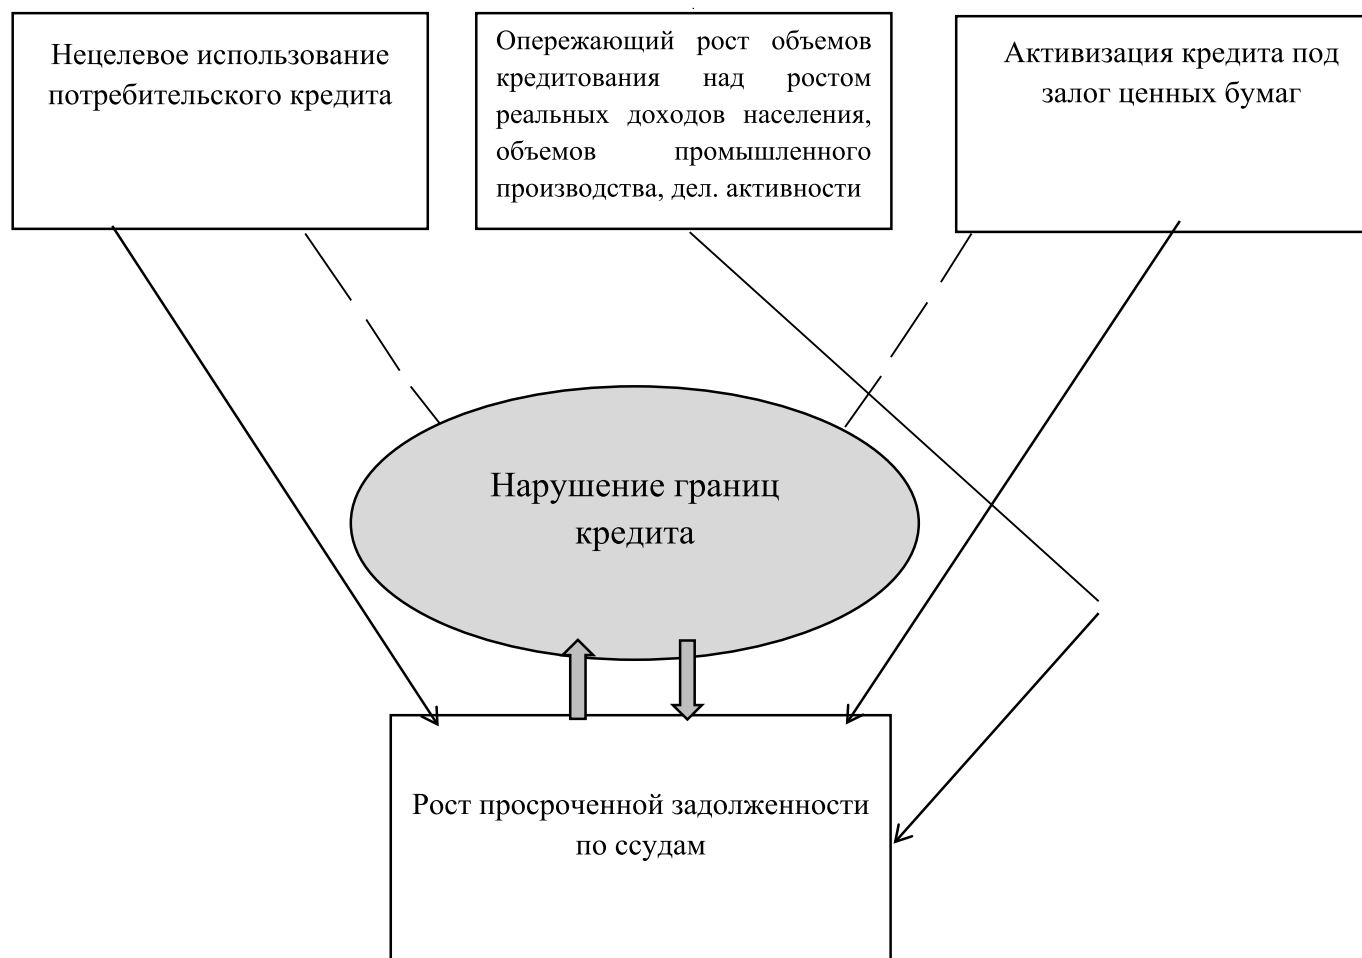 Нецелевое использование
потребительского кредита
Опережающий рост объемов
кредитования над ростом
реальных доходов населения,
объемов промышленного
производства, дел. активности
Активизация кредита под
залог ценных бумаг
Нарушение границ
кредита
Рост просроченной задолженности
по ссудам